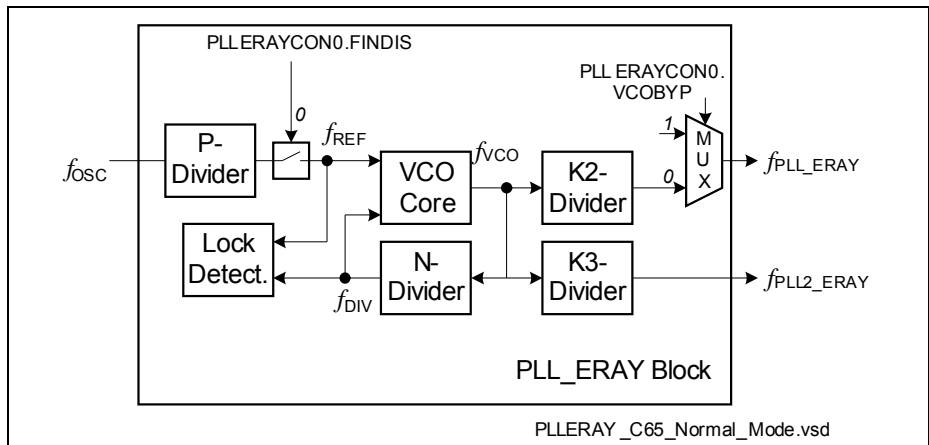 PLLERAYCON0.FINDIS
PLL ERAYCON0.
VCOBYP
0
1
fREF
P-
Divider
fOSC
VCO
Core
fVCO
K2-
Divider
0
M
U
X
fPLL_ERAY
Lock
Detect.
fDIV
N-
Divider
K3-
Divider
fPLL2_ERAY
PLL_ERAY Block
PLLERAY _C65_Normal_Mode.vsd